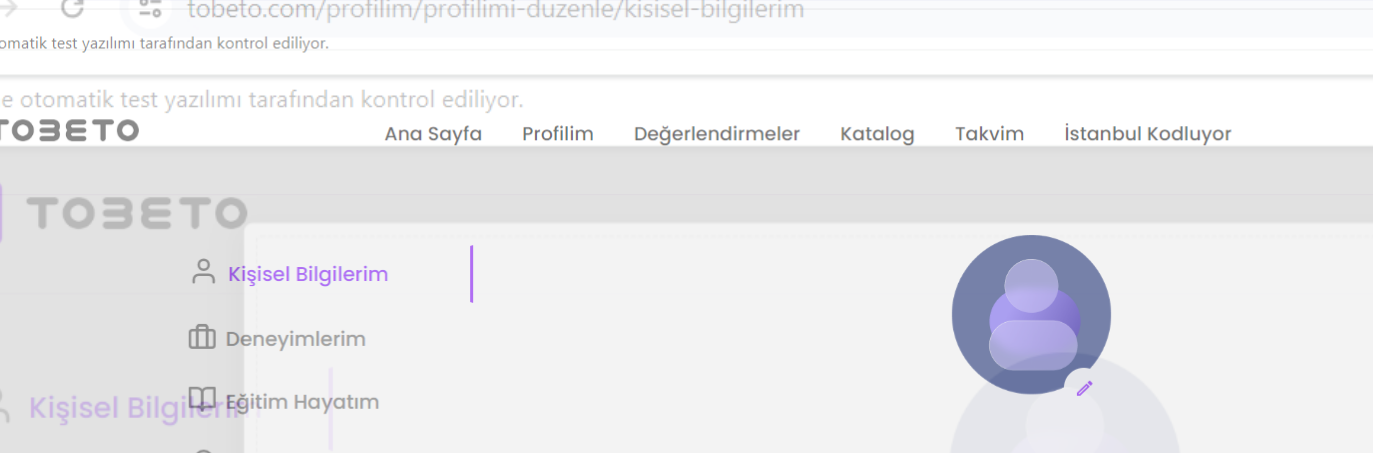 tobeto.com/profilim/profilimi-duzenle/kisisel-bilgilerim
omatik test yazılımı tarafından kontrol ediliyor.
e otomatik test yazılımı tarafından kontrol ediliyor.
TOBETO
Ana Sayfa Profilim Değerlendirmeler Katalog Takvim İstanbul Kodluyor
TOBETO
Kişisel Bilgilerim
Deneyimlerim
Eğitim Hayatım
Kişisel Bilgilerim